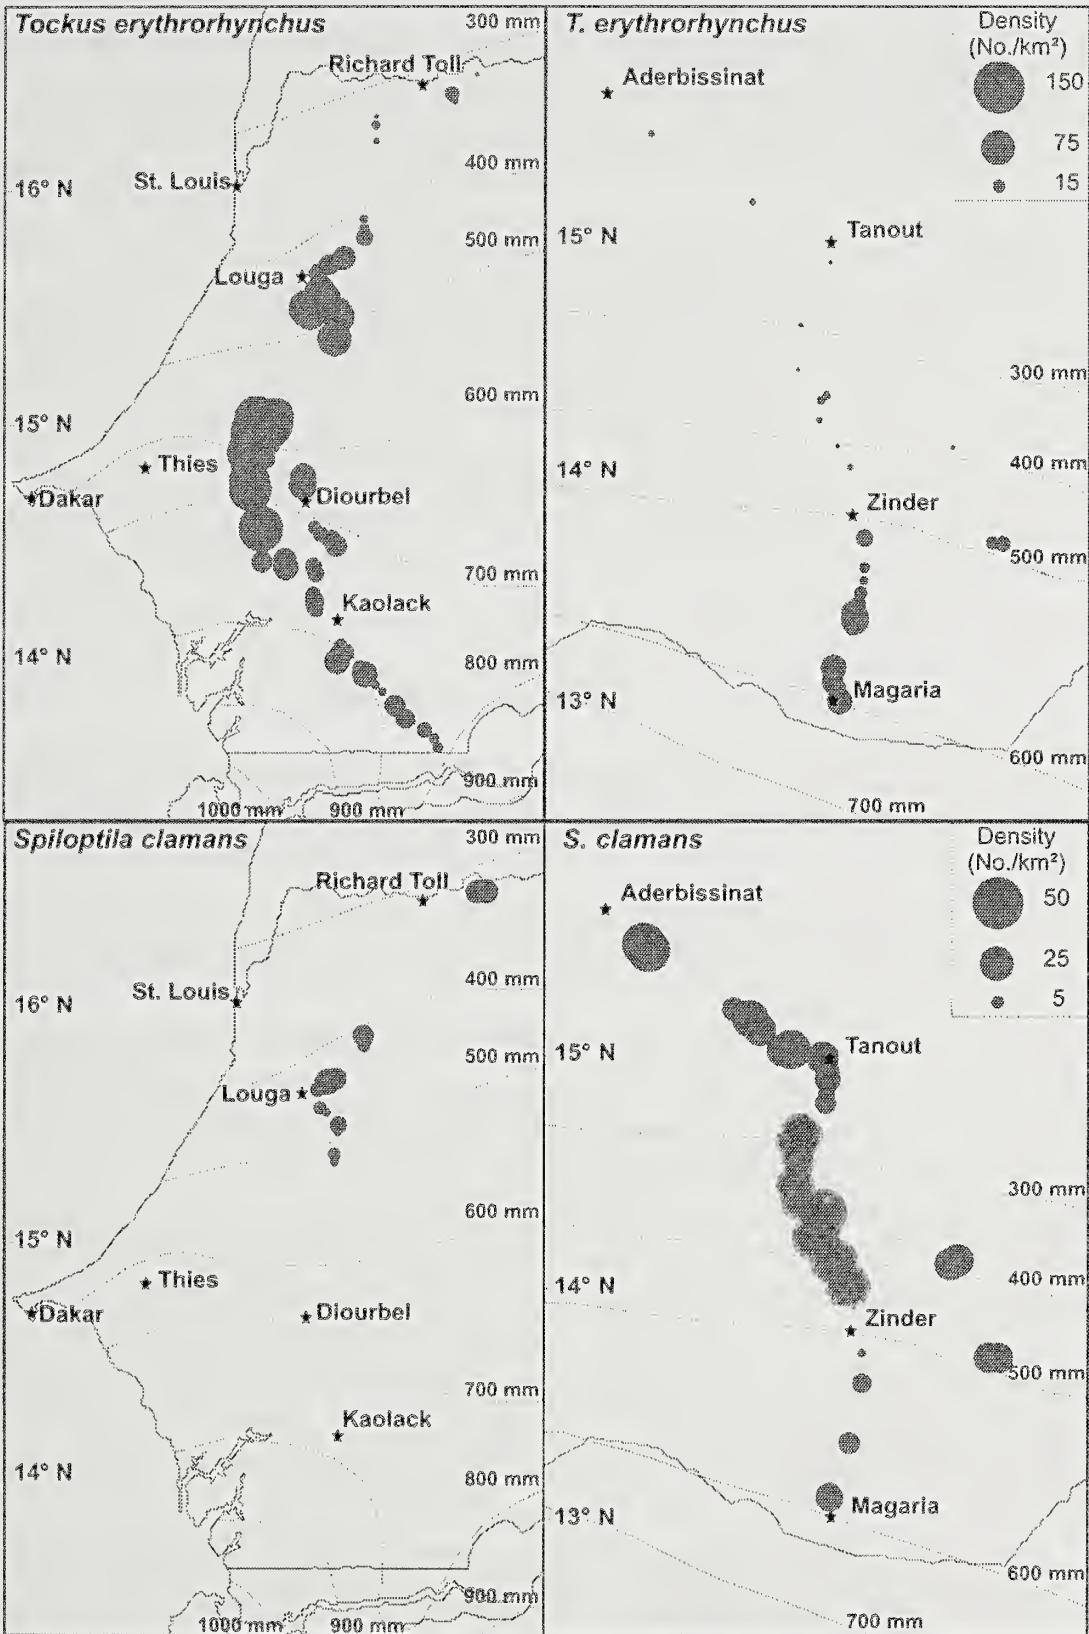 Tockus erythrorhynchus
300 mm
Richard Toll
400 mm
16° N
St. Louis
500 mm
Louga
600 mm
15° N
Thies
Dakar
Diourbel
700 mm
Kaolack
14° N
800 mm
900 mm
1000 mm
900 mm
T. erythrorhynchus
Density
(No./km²)
150
75
15
Aderbissinat
15° N
Tanout
300 mm
14° N
400 mm
Zinder
500 mm
13° N
Magaria
600 mm
700 mm
Spiloptila clamans
300 mm
Richard Toll
400 mm
16° N
St. Louis
500 mm
Louga
600 mm
15° N
Thies
Dakar
Diourbel
700 mm
Kaolack
14° N
800 mm
900 mm
1000 mm
900 mm
S. clamans
Density
(No./km²)
50
25
5
Aderbissinat
15° N
Tanout
300 mm
14° N
400 mm
Zinder
500 mm
13° N
Magaria
600 mm
700 mm